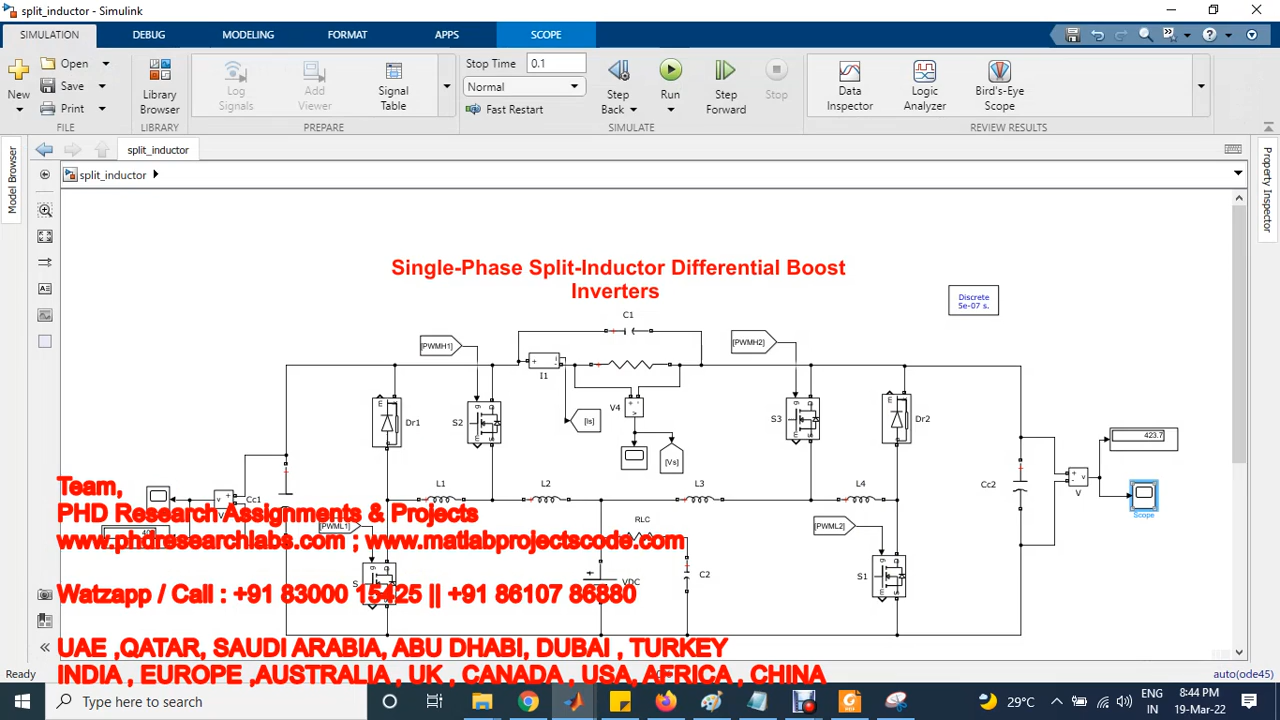 split_inductor - Simulink
SIMULATION DEBUG MODELING FORMAT APPS SCOPE
New
Open
Save
Print
FILE
Library
Browser
LIBRARY
Log
Signals
Add
Viewer
Signal
Table
PREPARE
Stop Time 0.1
Normal
Fast Restart
Step
Back
Run
Step
Forward
Stop
SIMULATE
Data
Inspector
Logic
Analyzer
Bird's-Eye
Scope
REVIEW RESULTS
Model Browser
split_inductor
split_inductor
Property Inspector
Single-Phase Split-Inductor Differential Boost
Inverters
Discrete
5e-07 s.
C1
[PWMH1]
[PWMH2]
I1
V4
Dr1
S2
[Is]
S3
Dr2
[Vs]
423.7
L1
L2
L3
L4
Cc1
Cc2
V
Scope
[PWML1]
RLC
[PWML2]
C2
VDC
S1
Team,
PHD Research Assignments & Projects
www.phdresearchlabs.com ; www.matlabprojectscode.com
Watzapp / Call : +91 83000 15425 || +91 86107 86880
UAE ,QATAR, SAUDI ARABIA, ABU DHABI, DUBAI , TURKEY
INDIA , EUROPE ,AUSTRALIA , UK , CANADA , USA, AFRICA , CHINA
Ready
auto(ode45)
Type here to search
29°C
ENG
IN
8:44 PM
19-Mar-22